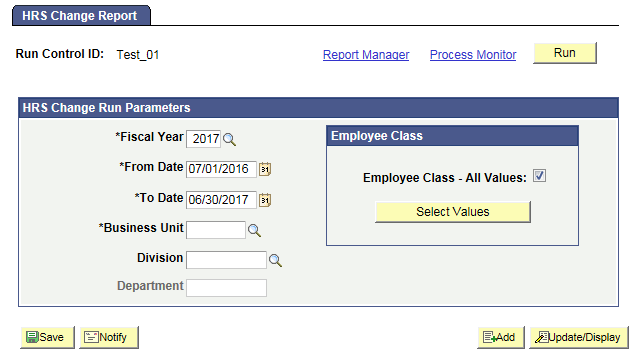 HRS Change Report
Run Control ID: Test_01 Report Manager Process Monitor Run
HRS Change Run Parameters
*Fiscal Year 2017
*From Date 07/01/2016 31
*To Date 06/30/2017 31
*Business Unit
Division
Department
Employee Class
Employee Class - All Values:
Select Values
Save Notify Add Update/Display